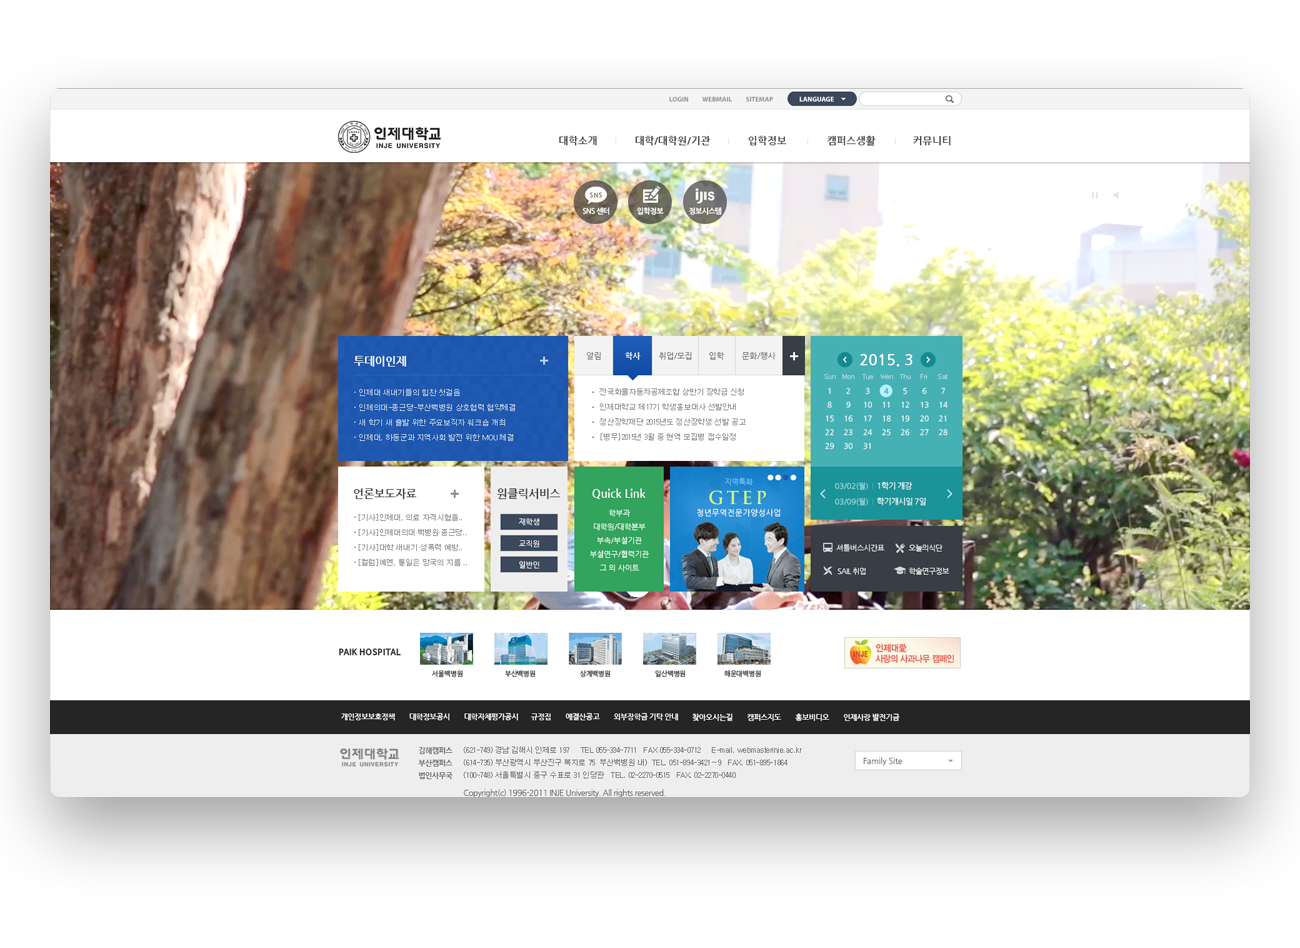 LOGIN WEBMAIL SITEMAP LANGUAGE
인제대학교
INJE UNIVERSITY
대학소개 대학/대학원/기관 입학정보 캠퍼스생활 커뮤니티
SNS
SNS 센터
입학정보
ijis
정보시스템
투데이인제
· 인제대 새내기들의 힘찬 첫걸음
· 인제의대-종근당-부산백병원 상호협력 협약체결
· 새 학기 새 출발 위한 주요보직자 워크숍 개최
· 인제대, 하동군과 지역사회 발전 위한 MOU 체결
알림 학사 취업/모집 입학 문화/행사
· 전국화물자동차공제조합 상반기 장학금 신청
· 인제대학교 제17기 학생홍보대사 선발안내
· 정산장학재단 2015년도 정산장학생 선발 공고
· [병무]2015년 3월 중 현역 모집병 접수일정
2015. 3
Sun Mon Tue Wen Thu Fri Sat
1 2 3 4 5 6 7
8 9 10 11 12 13 14
15 16 17 18 19 20 21
22 23 24 25 26 27 28
29 30 31
03/02(월) 1학기 개강
03/09(월) 학기개시일 7일
언론보도자료
· [기사]인제대, 의료 자격시험을..
· [기사]인제대의대·백병원·종근당..
· [기사]대학 새내기 성폭력 예방..
· [컬럼]예멘, 통일은 망국의 지름..
원클릭서비스
재학생
교직원
일반인
Quick Link
학부과
대학원/대학본부
부속/부설기관
부설연구/협력기관
그 외 사이트
지역특화
GTEP
청년무역전문가양성사업
셔틀버스시간표 오늘의식단
SAIL 취업 학술연구정보
PAIK HOSPITAL
서울백병원 부산백병원 상계백병원 일산백병원 해운대백병원
INJE
인제대愛
사랑의 사과나무 캠페인
개인정보보호정책 대학정보공시 대학자체평가공시 규정집 예결산공고 외부장학금 기탁 안내 찾아오시는길 캠퍼스지도 홍보비디오 인제사랑 발전기금
인제대학교
INJE UNIVERSITY
김해캠퍼스 (621-749) 경남 김해시 인제로 197 TEL. 055-334-7711 FAX 055-334-0712 E-mail. webmaster@inje.ac.kr
부산캠퍼스 (614-735) 부산광역시 부산진구 복지로 75 부산백병원 내) TEL. 051-894-3421~9 FAX. 051-895-1864
법인사무국 (100-748) 서울특별시 중구 수표로 31 인당관 TEL. 02-2270-0515 FAX. 02-2270-0440
Copyright(c) 1996-2011 INJE University. All rights reserved.
Family Site